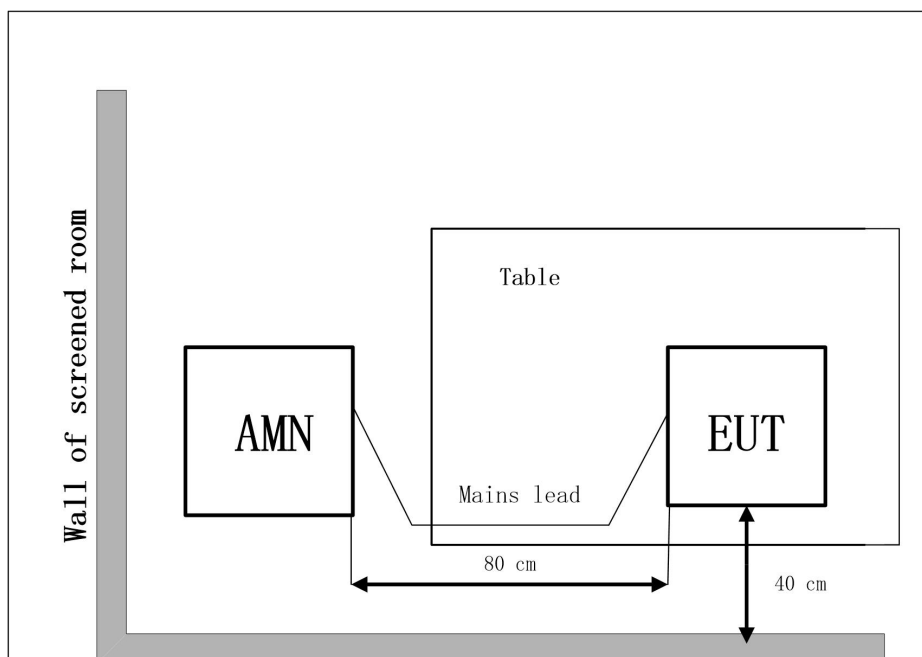 Wall of screened room
Table
AMN
EUT
Mains lead
80 cm
40 cm